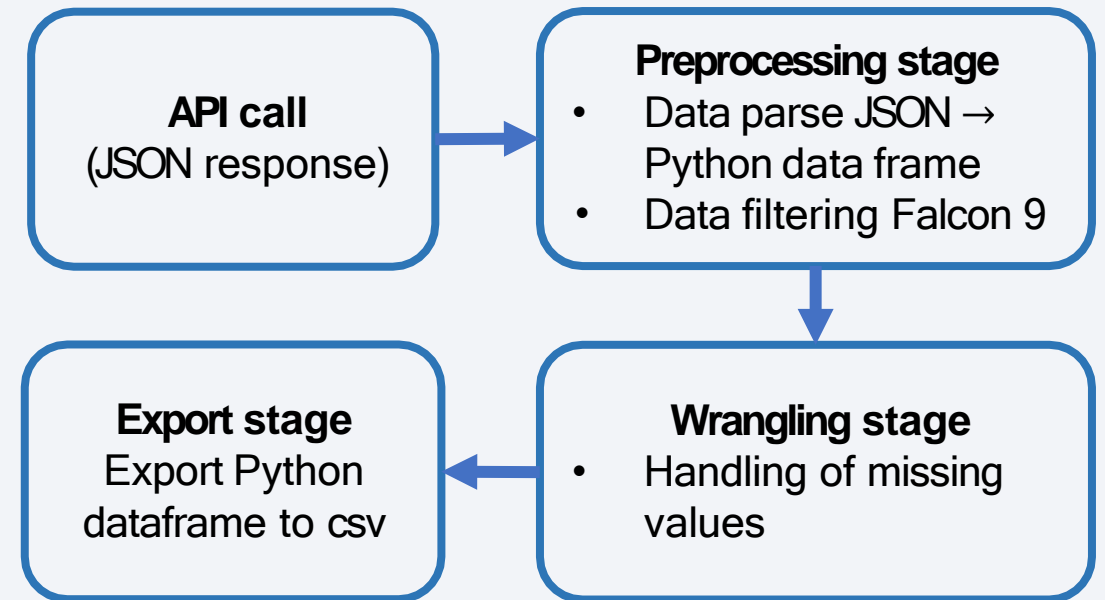 API call
(JSON response)
Preprocessing stage
• Data parse JSON →
Python data frame
• Data filtering Falcon 9
Wrangling stage
• Handling of missing
values
Export stage
Export Python
dataframe to csv